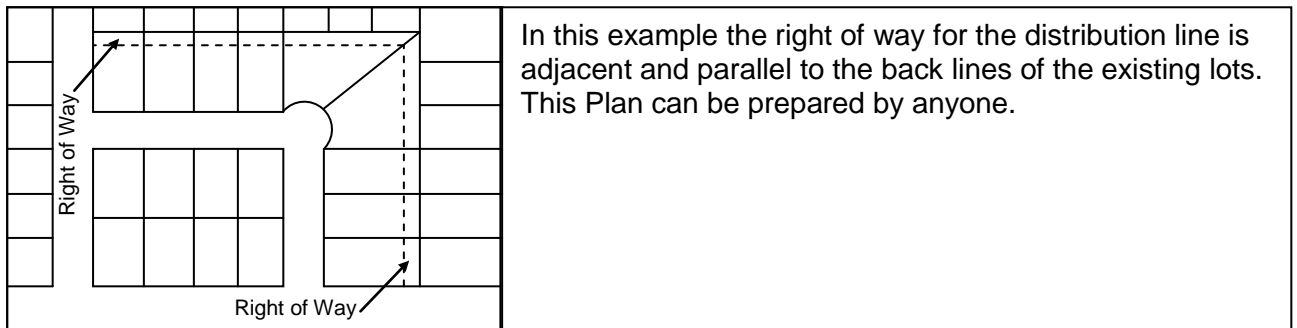 Right of Way
Right of Way
In this example the right of way for the distribution line is
adjacent and parallel to the back lines of the existing lots.
This Plan can be prepared by anyone.